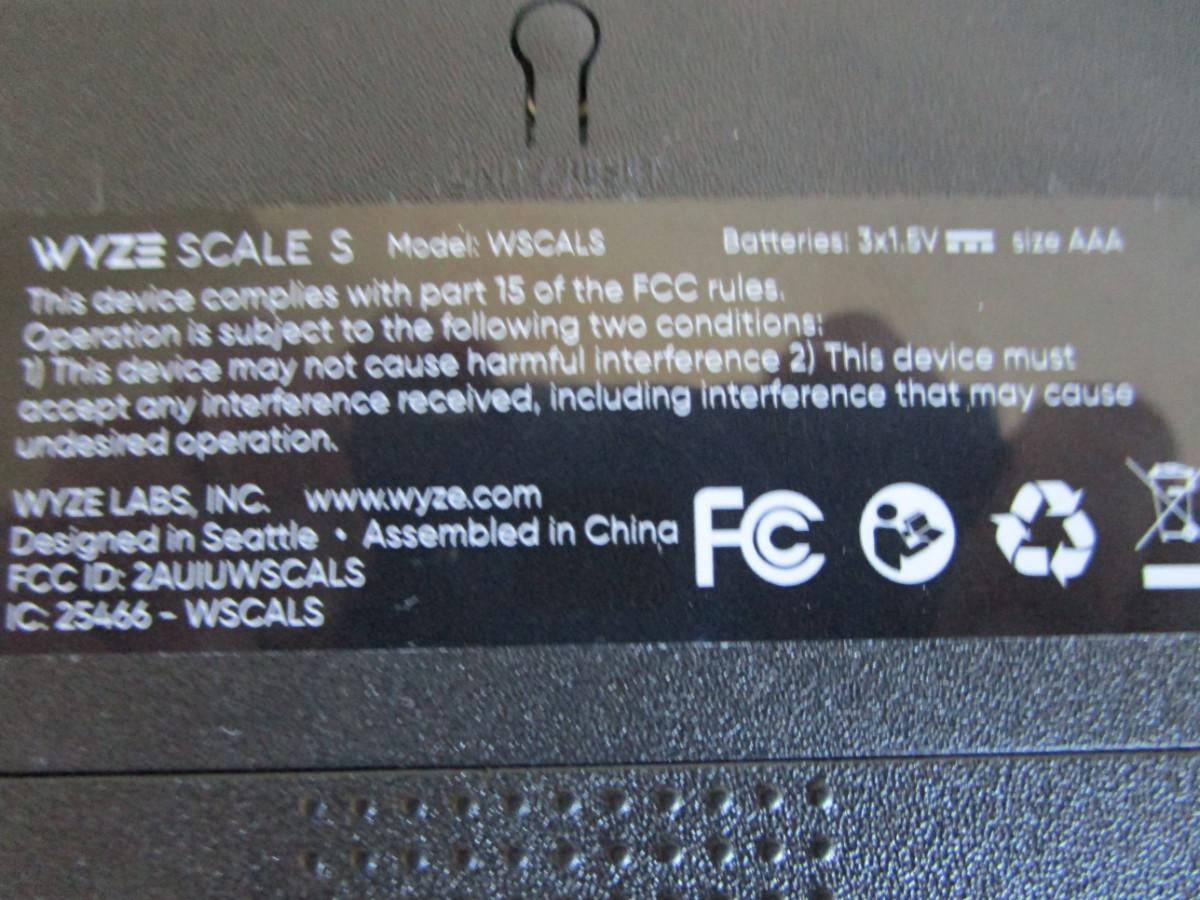 WYZE SCALE S Model: WSCALS Batteries: 3x1.5V size AAA
This device complies with part 15 of the FCC rules.
Operation is subject to the following two conditions:
1) This device may not cause harmful interference 2) This device must
accept any interference received, including interference that may cause
undesired operation.
WYZE LABS, INC. www.wyze.com
Designed in Seattle • Assembled in China
FCC ID: 2AUIUWSCALS
IC: 25466 - WSCALS
FC